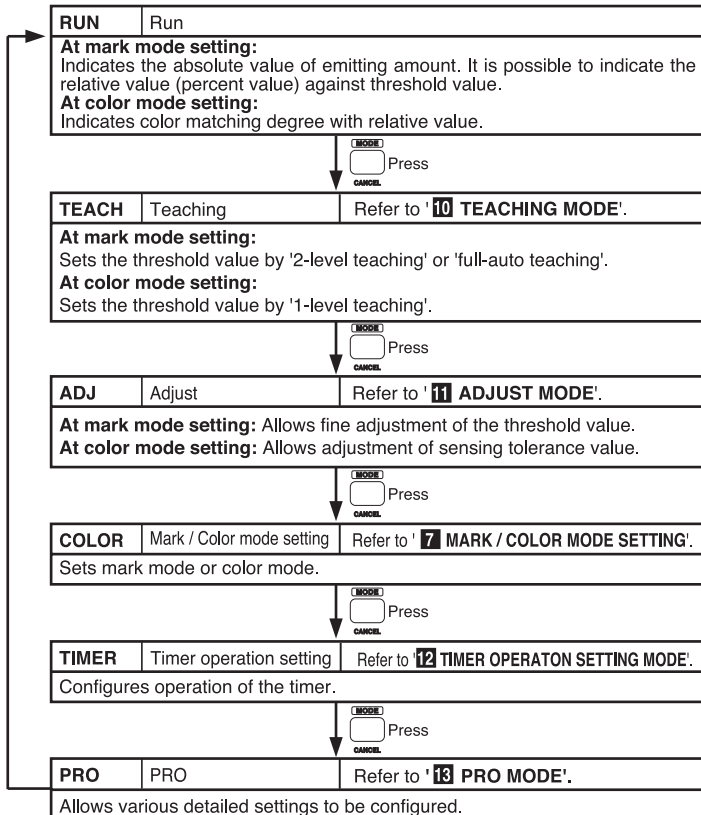 RUN Run
At mark mode setting:
Indicates the absolute value of emitting amount. It is possible to indicate the
relative value (percent value) against threshold value.
At color mode setting:
Indicates color matching degree with relative value.
MODE
Press
CANCEL
TEACH Teaching Refer to '10 TEACHING MODE'.
At mark mode setting:
Sets the threshold value by '2-level teaching' or 'full-auto teaching'.
At color mode setting:
Sets the threshold value by '1-level teaching'.
MODE
Press
CANCEL
ADJ Adjust Refer to '11 ADJUST MODE'.
At mark mode setting: Allows fine adjustment of the threshold value.
At color mode setting: Allows adjustment of sensing tolerance value.
MODE
Press
CANCEL
COLOR Mark / Color mode setting Refer to ' 7 MARK / COLOR MODE SETTING'.
Sets mark mode or color mode.
MODE
Press
CANCEL
TIMER Timer operation setting Refer to '12 TIMER OPERATON SETTING MODE'.
Configures operation of the timer.
MODE
Press
CANCEL
PRO PRO Refer to '13 PRO MODE'.
Allows various detailed settings to be configured.